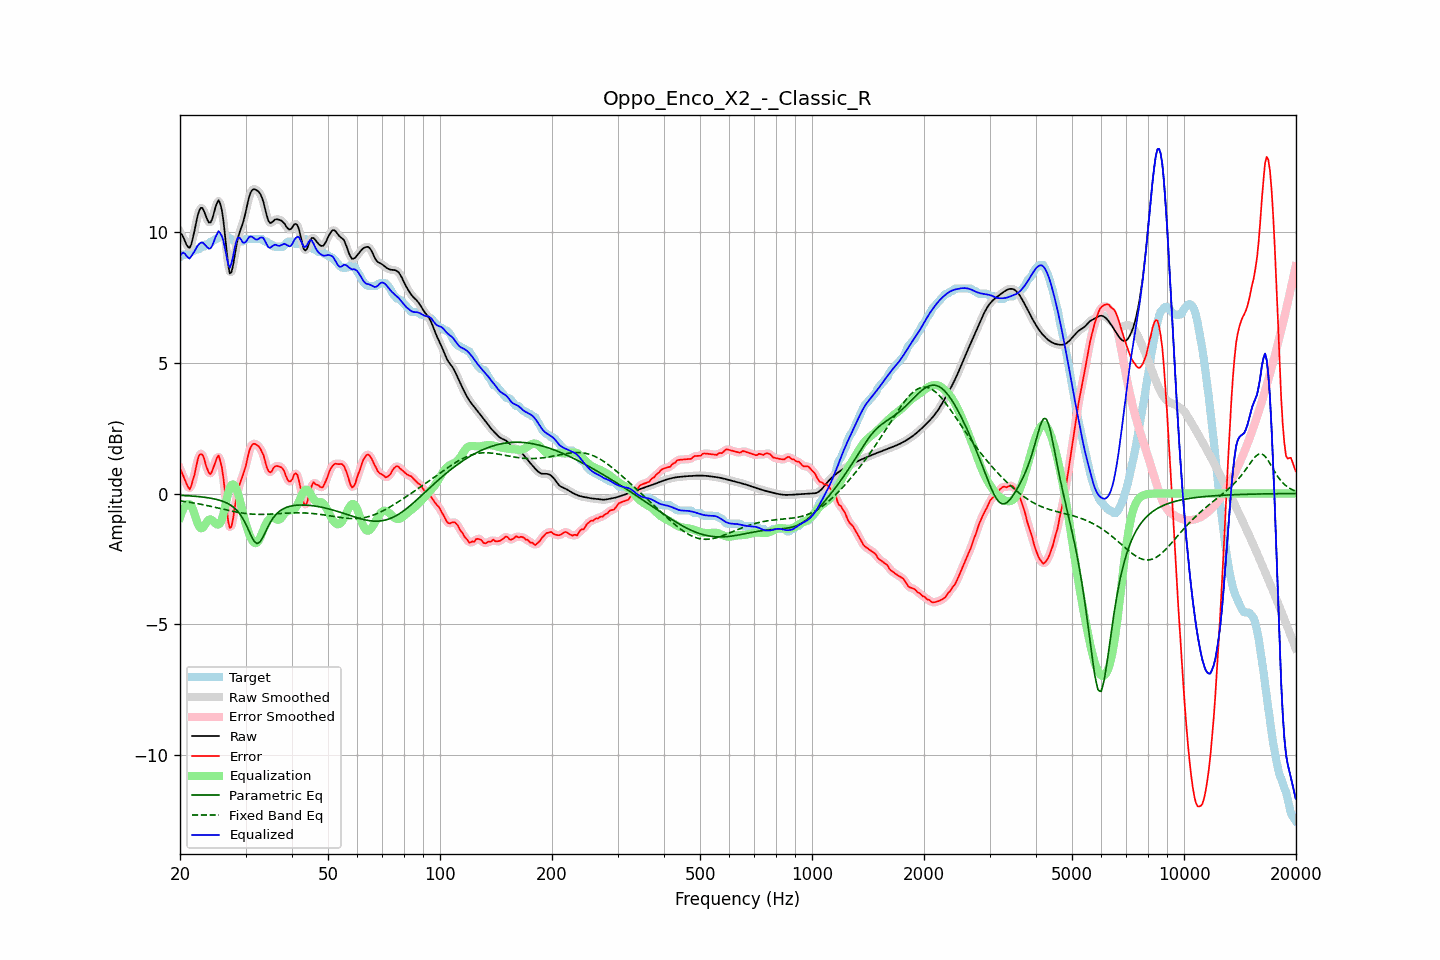 Oppo_Enco_X2_-_Classic_R
Amplitude (dBr)
10
5
0
−5
−10
Target
Raw Smoothed
Error Smoothed
Raw
Error
Equalization
Parametric Eq
Fixed Band Eq
Equalized
20 50 100 200 500 1000 2000 5000 10000 20000
Frequency (Hz)